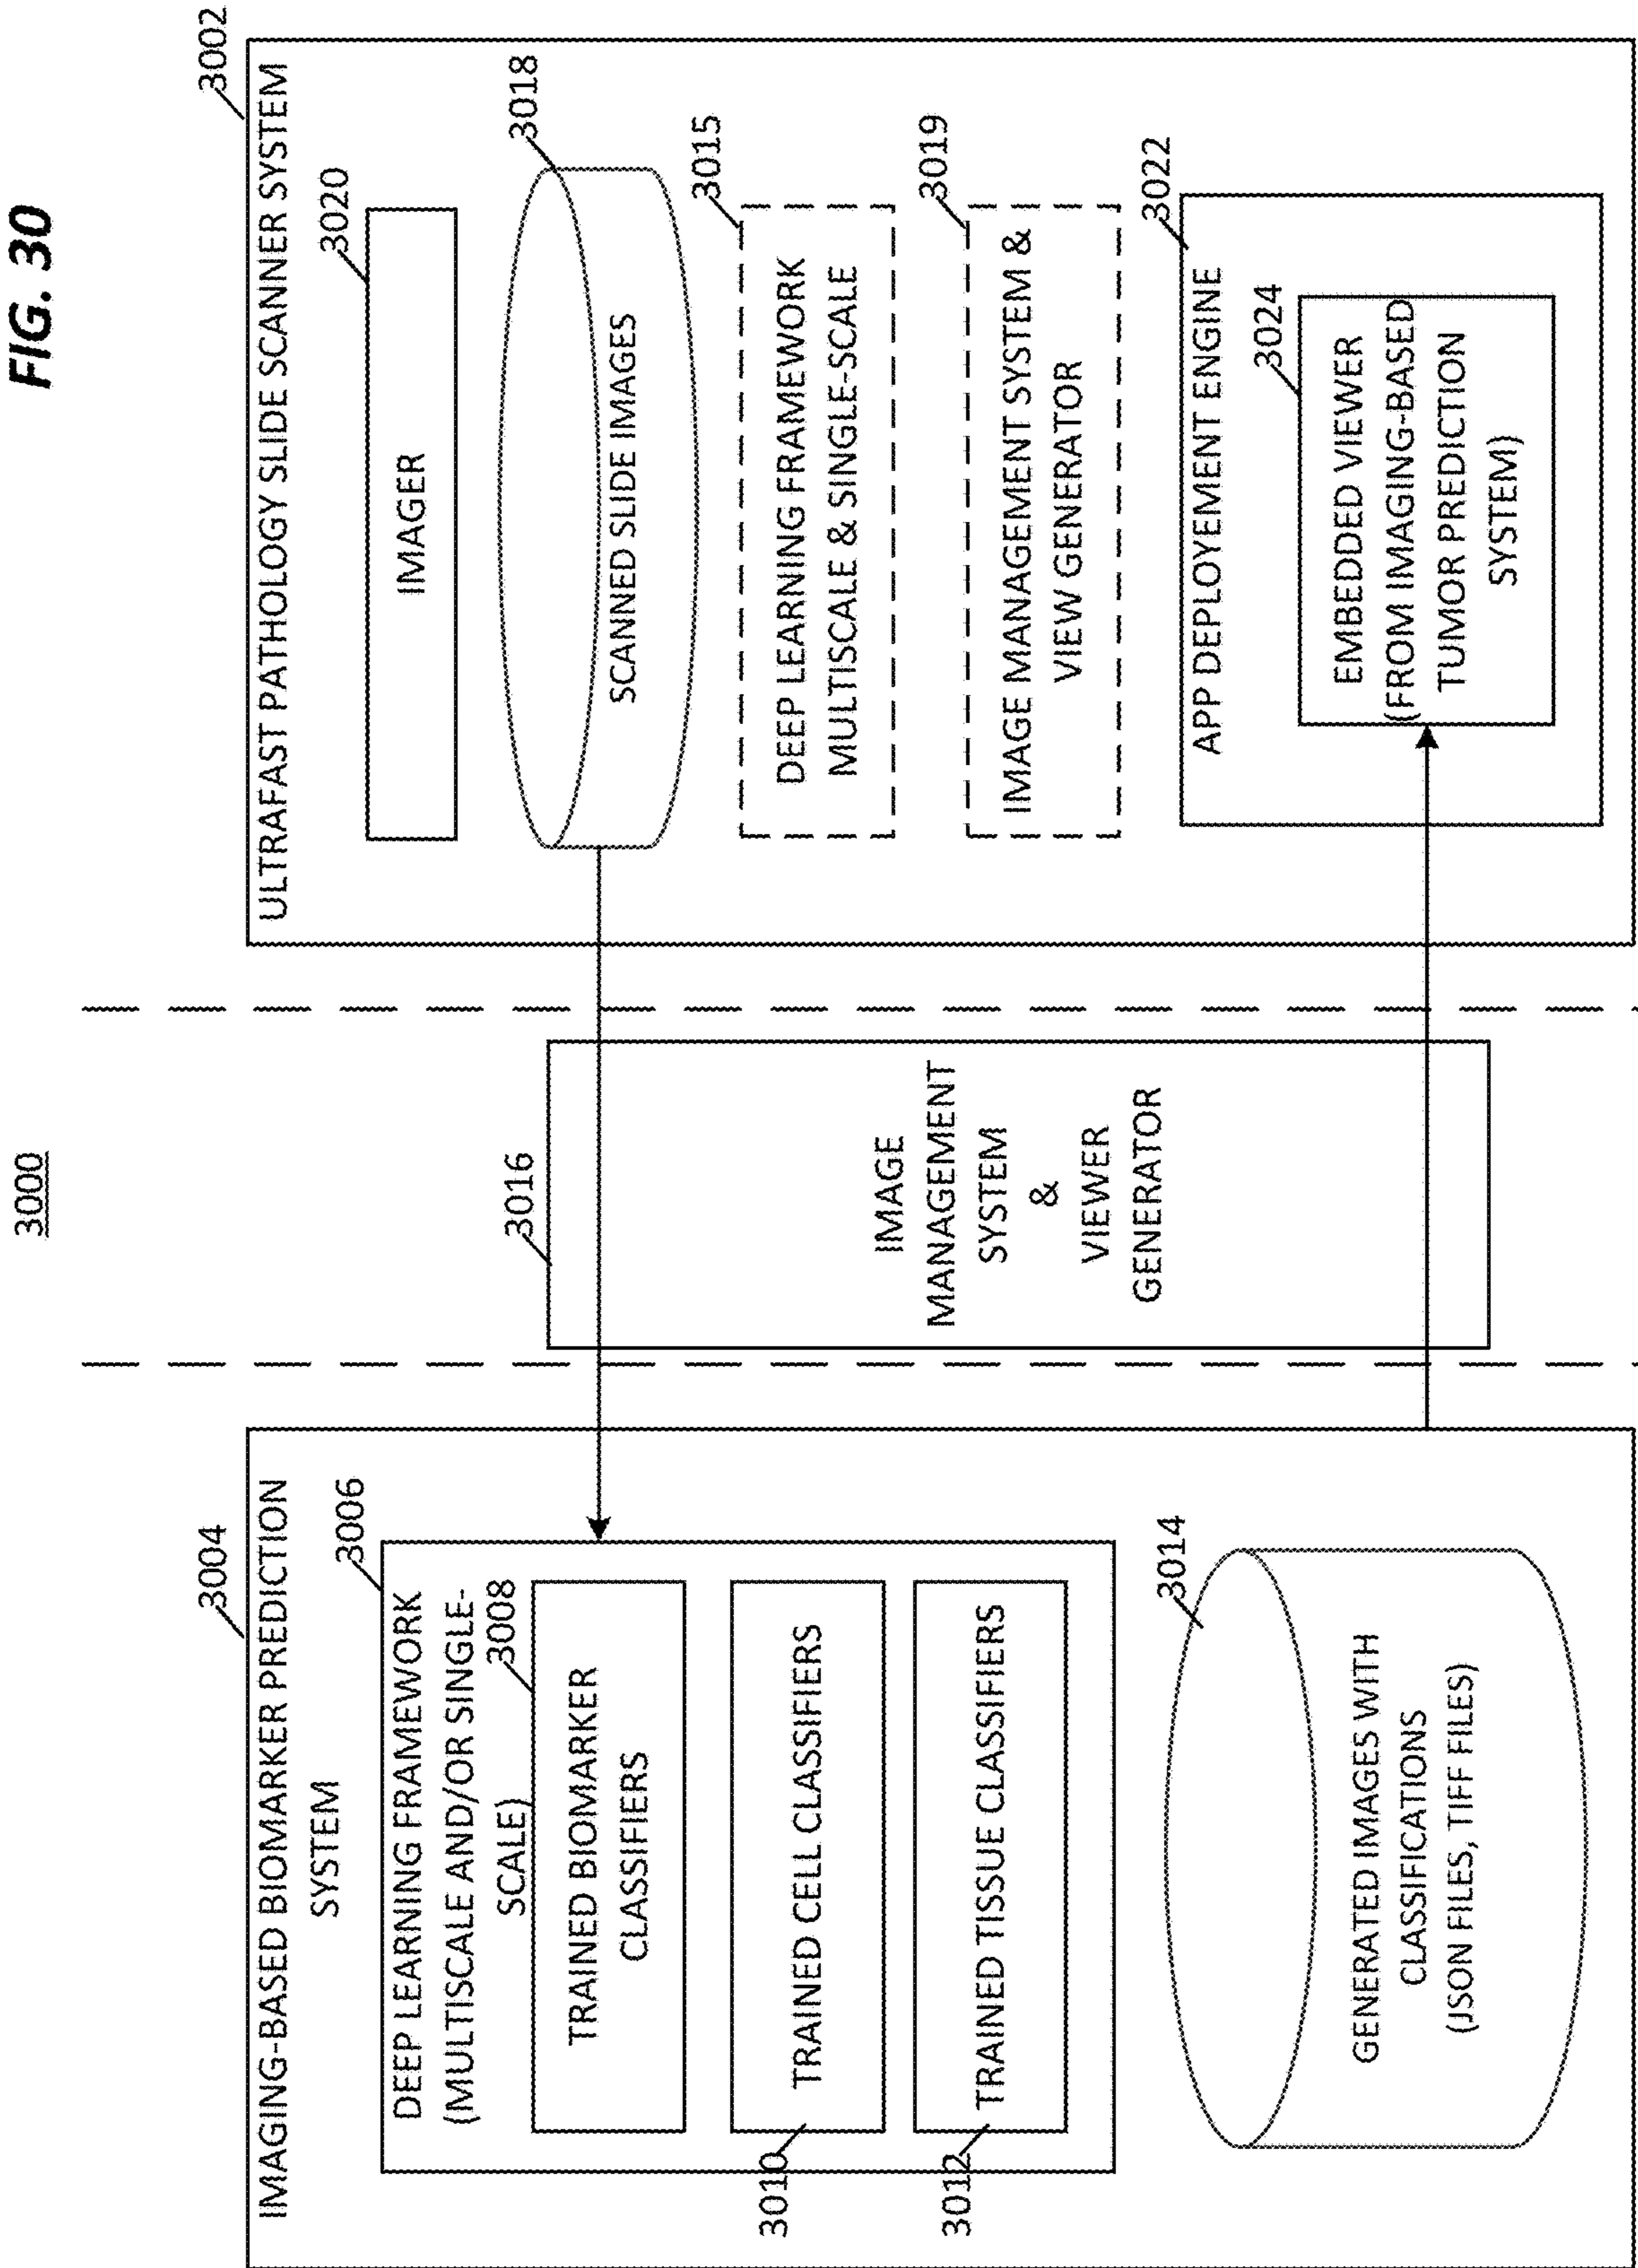 FIG. 30
3000
3004
IMAGING-BASED BIOMARKER PREDICTION
SYSTEM
3006
DEEP LEARNING FRAMEWORK
(MULTISCALE AND/OR SINGLE-
SCALE)
3008
TRAINED BIOMARKER
CLASSIFIERS
TRAINED CELL CLASSIFIERS
3010
TRAINED TISSUE CLASSIFIERS
3012
3014
GENERATED IMAGES WITH
CLASSIFICATIONS
(JSON FILES, TIFF FILES)
3016
IMAGE
MANAGEMENT
SYSTEM
&
VIEWER
GENERATOR
3002
ULTRAFAST PATHOLOGY SLIDE SCANNER SYSTEM
3020
IMAGER
3018
SCANNED SLIDE IMAGES
3015
DEEP LEARNING FRAMEWORK
MULTISCALE & SINGLE-SCALE
3019
IMAGE MANAGEMENT SYSTEM &
VIEW GENERATOR
3022
APP DEPLOYEMENT ENGINE
3024
EMBEDDED VIEWER
(FROM IMAGING-BASED
TUMOR PREDICTION
SYSTEM)